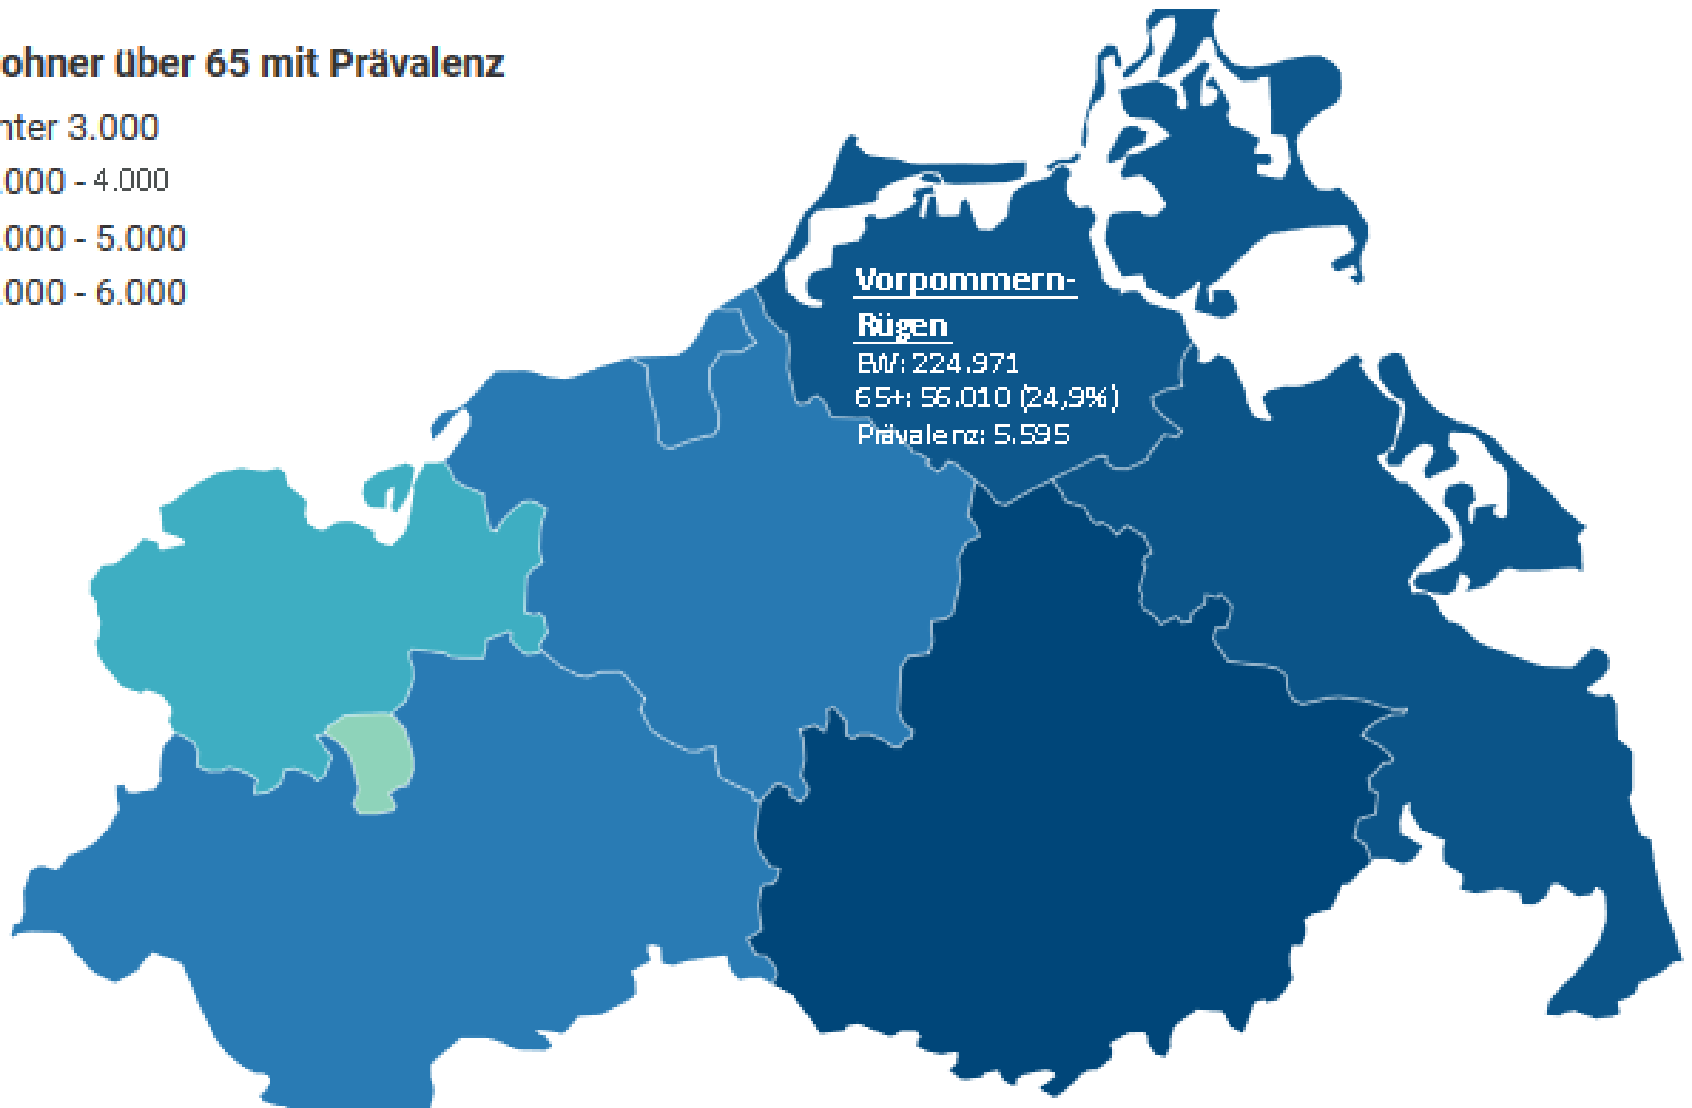 ohner über 65 mit Prävalenz
nter 3.000
.000 - 4.000
.000 - 5.000
.000 - 6.000
Vorpommern-
Rügen
EW: 224.971
65+: 56.010 (24,9%)
Prävalenz: 5.595